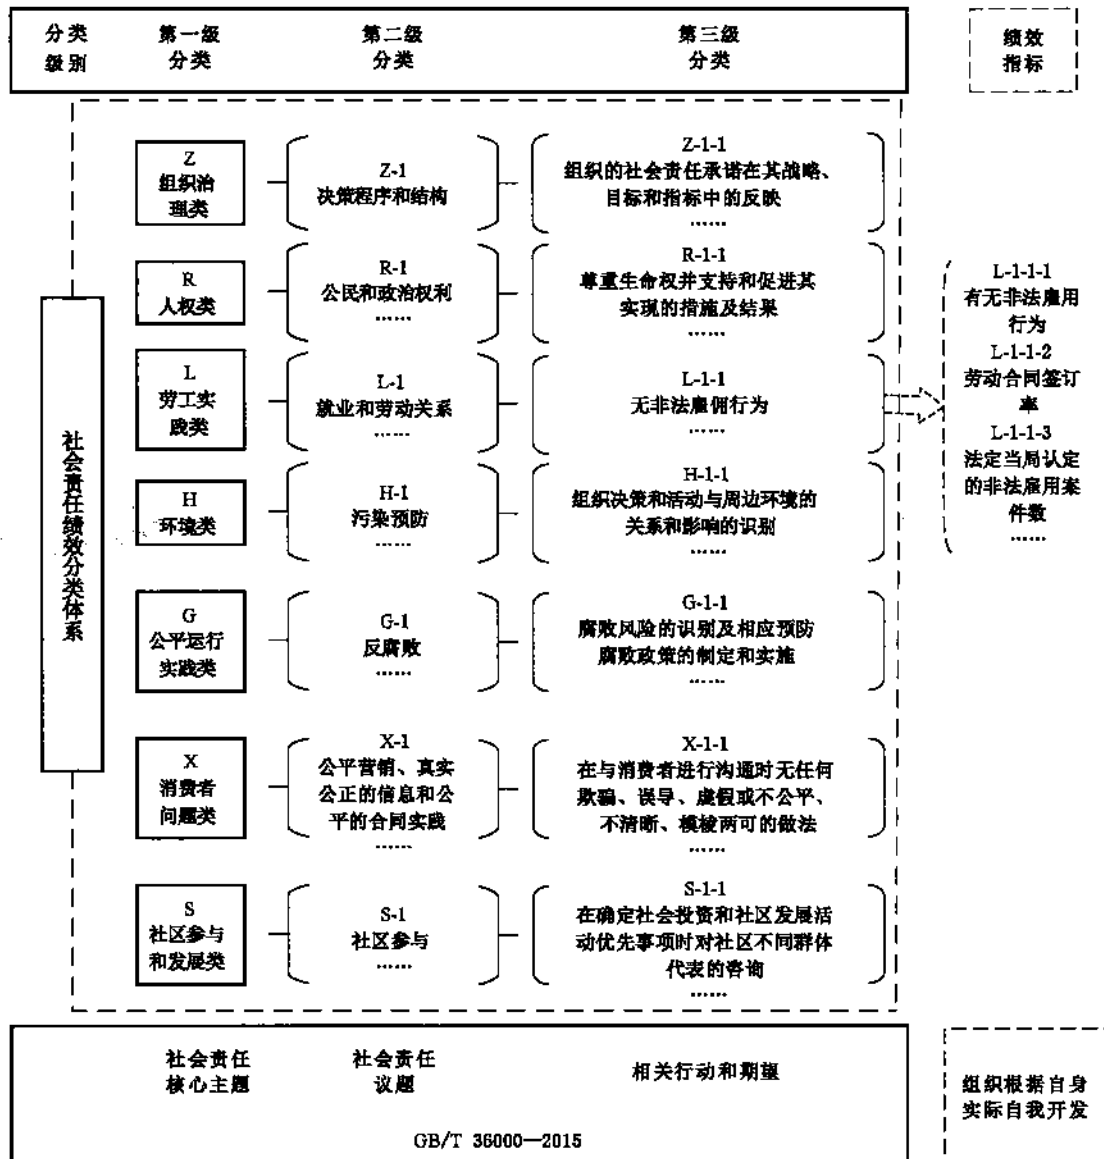 分类
级别
第一级
分类
第二级
分类
第三级
分类
绩效
指标
社会责任绩效分类体系
Z
组织治
理类
Z-1
决策程序和结构
Z-1-1
组织的社会责任承诺在其战略、
目标和指标中的反映
……
R
人权类
R-1
公民和政治权利
……
R-1-1
尊重生命权并支持和促进其
实现的措施及结果
……
L
劳工实
践类
L-1
就业和劳动关系
……
L-1-1
无非法雇佣行为
……
H
环境类
H-1
污染预防
……
H-1-1
组织决策和活动与周边环境的
关系和影响的识别
……
G
公平运行
实践类
G-1
反腐败
……
G-1-1
腐败风险的识别及相应预防
腐败政策的制定和实施
……
X
消费者
问题类
X-1
公平营销、真实
公正的信息和公
平的合同实践
……
X-1-1
在与消费者进行沟通时无任何
欺骗、误导、虚假或不公平、
不清晰、模棱两可的做法
……
S
社区参与
和发展类
S-1
社区参与
……
S-1-1
在确定社会投资和社区发展活
动优先事项时对社区不同群体
代表的咨询
……
L-1-1-1
有无非法雇用
行为
L-1-1-2
劳动合同签订
率
L-1-1-3
法定当局认定
的非法雇用案
件数
……
社会责任
核心主题
社会责任
议题
相关行动和期望
GB/T 36000—2015
组织根据自身
实际自我开发